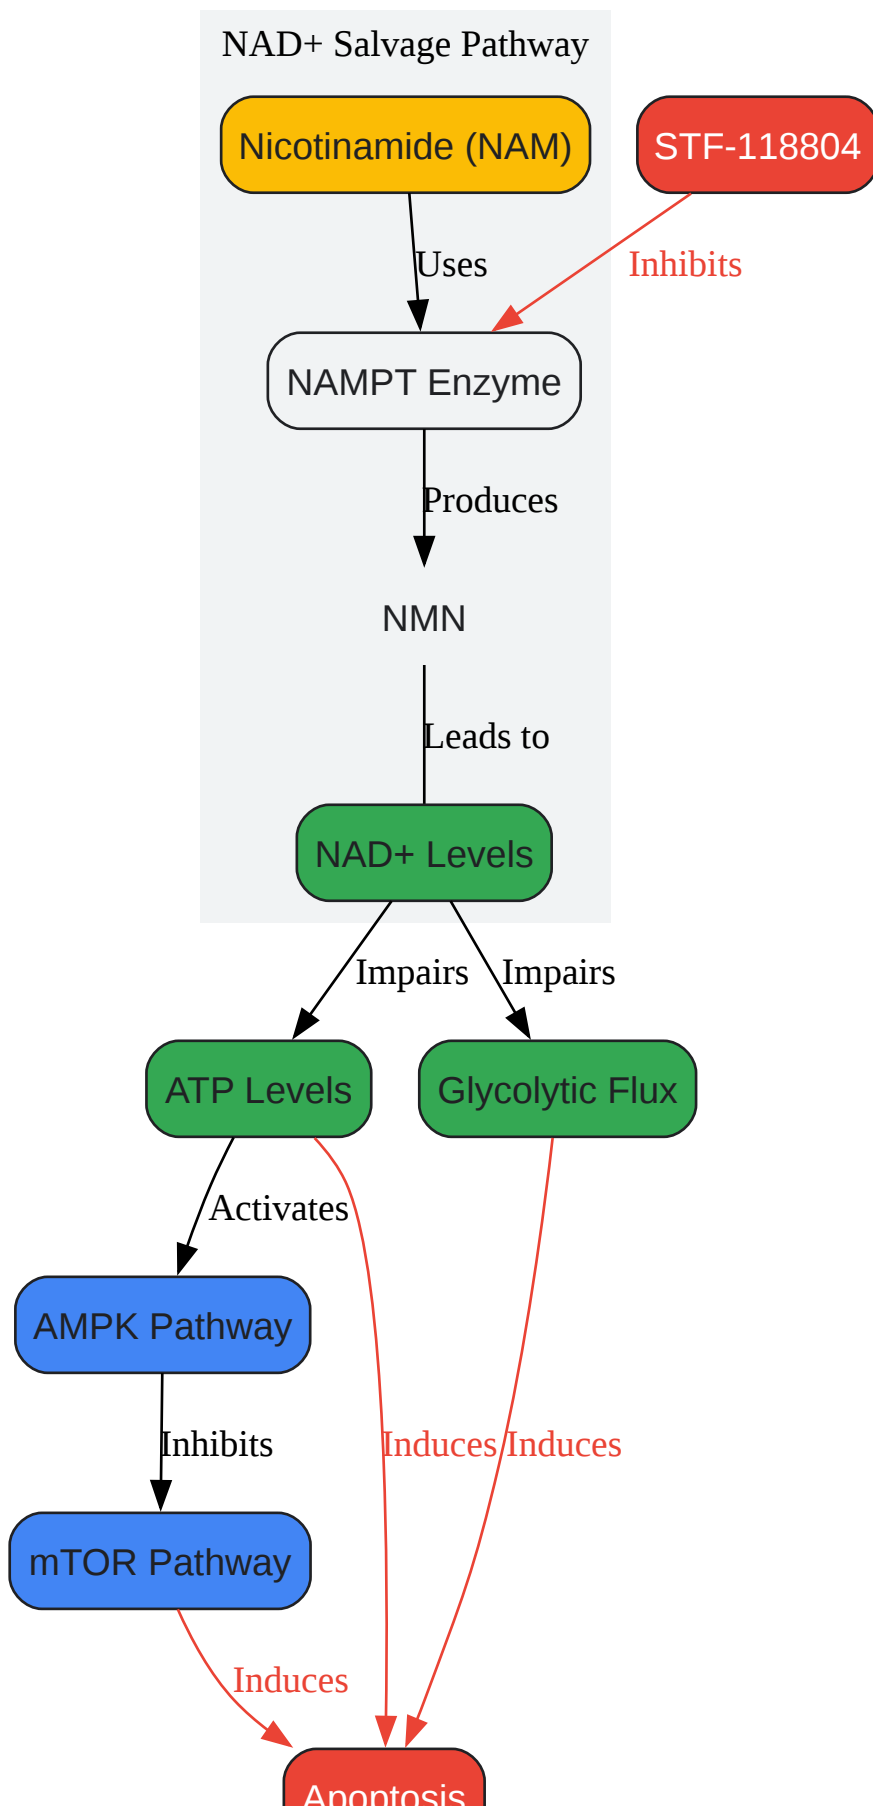 NAD+ Salvage Pathway
Nicotinamide (NAM)
STF-118804
Uses
Inhibits
NAMPT Enzyme
Produces
NMN
Leads to
NAD+ Levels
Impairs
Impairs
ATP Levels
Glycolytic Flux
Activates
AMPK Pathway
Inhibits
Induces
Induces
mTOR Pathway
Induces
Apoptosis